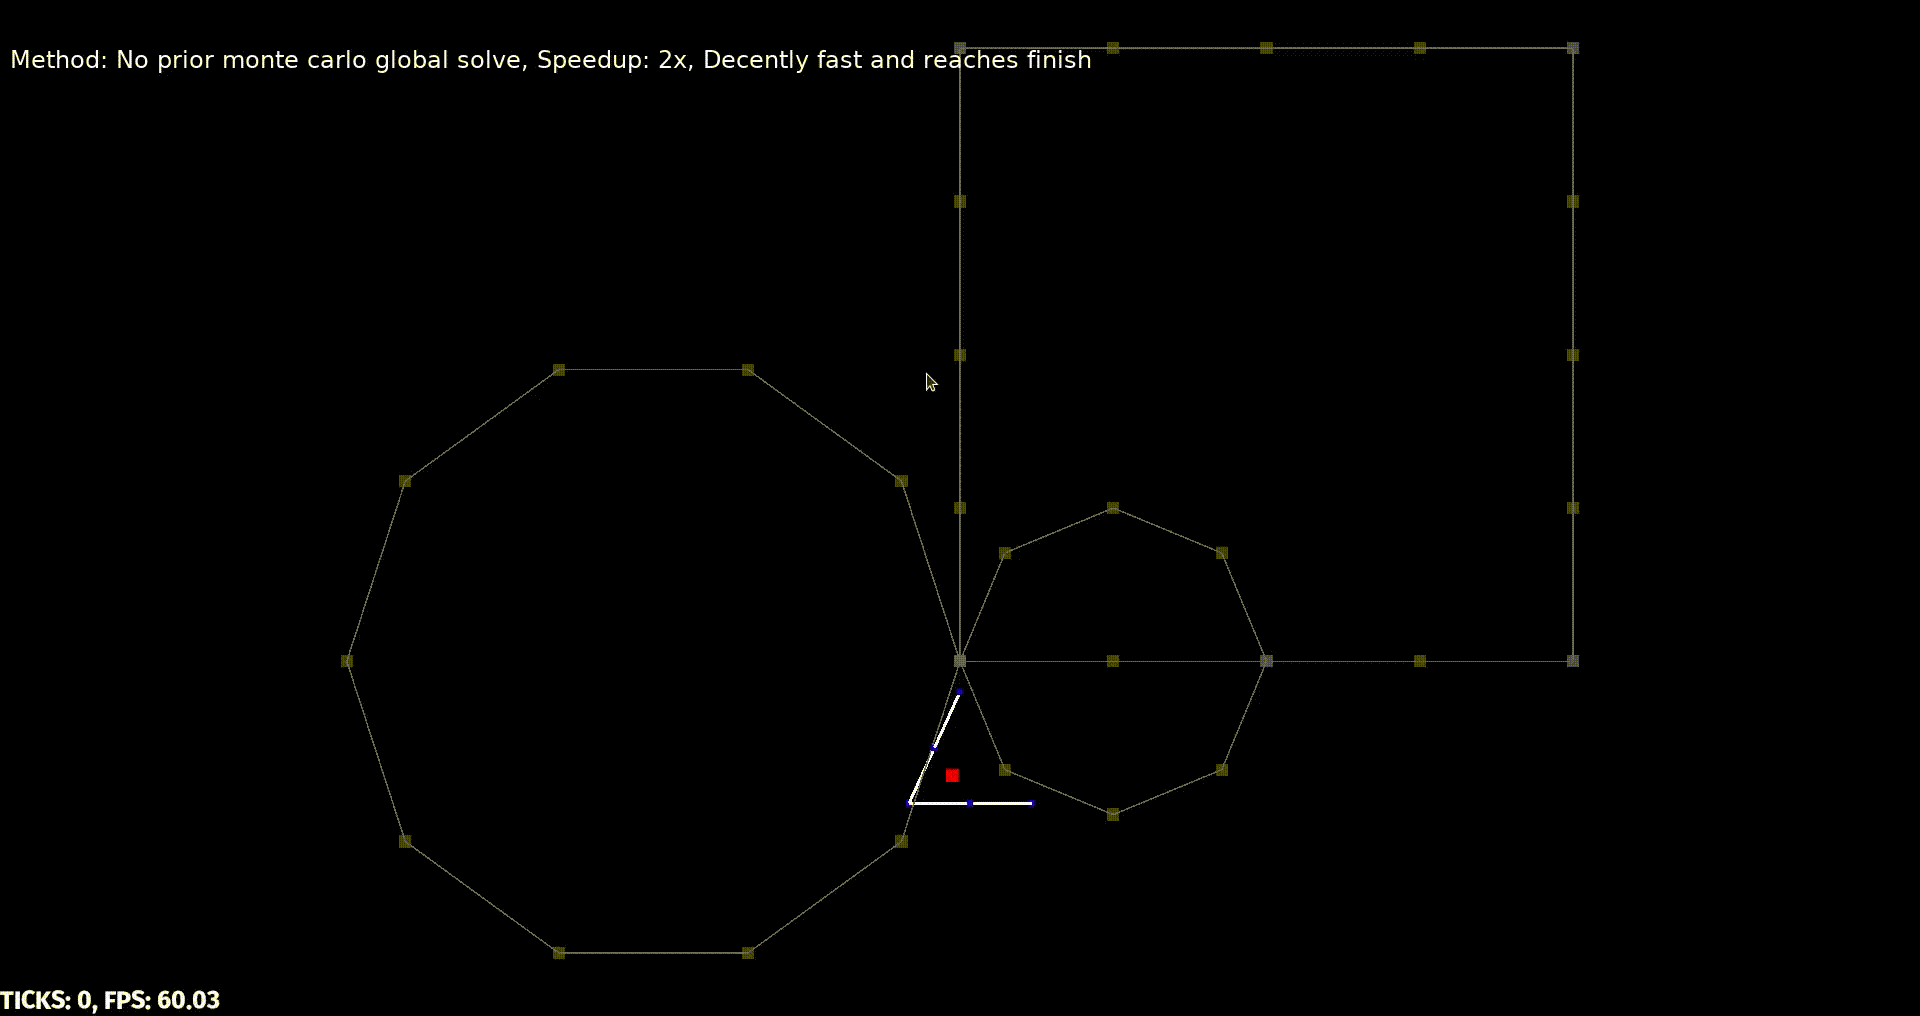 Method: No prior monte carlo global solve, Speedup: 2x, Decently fast and reaches finish
TICKS: 0, FPS: 60.03